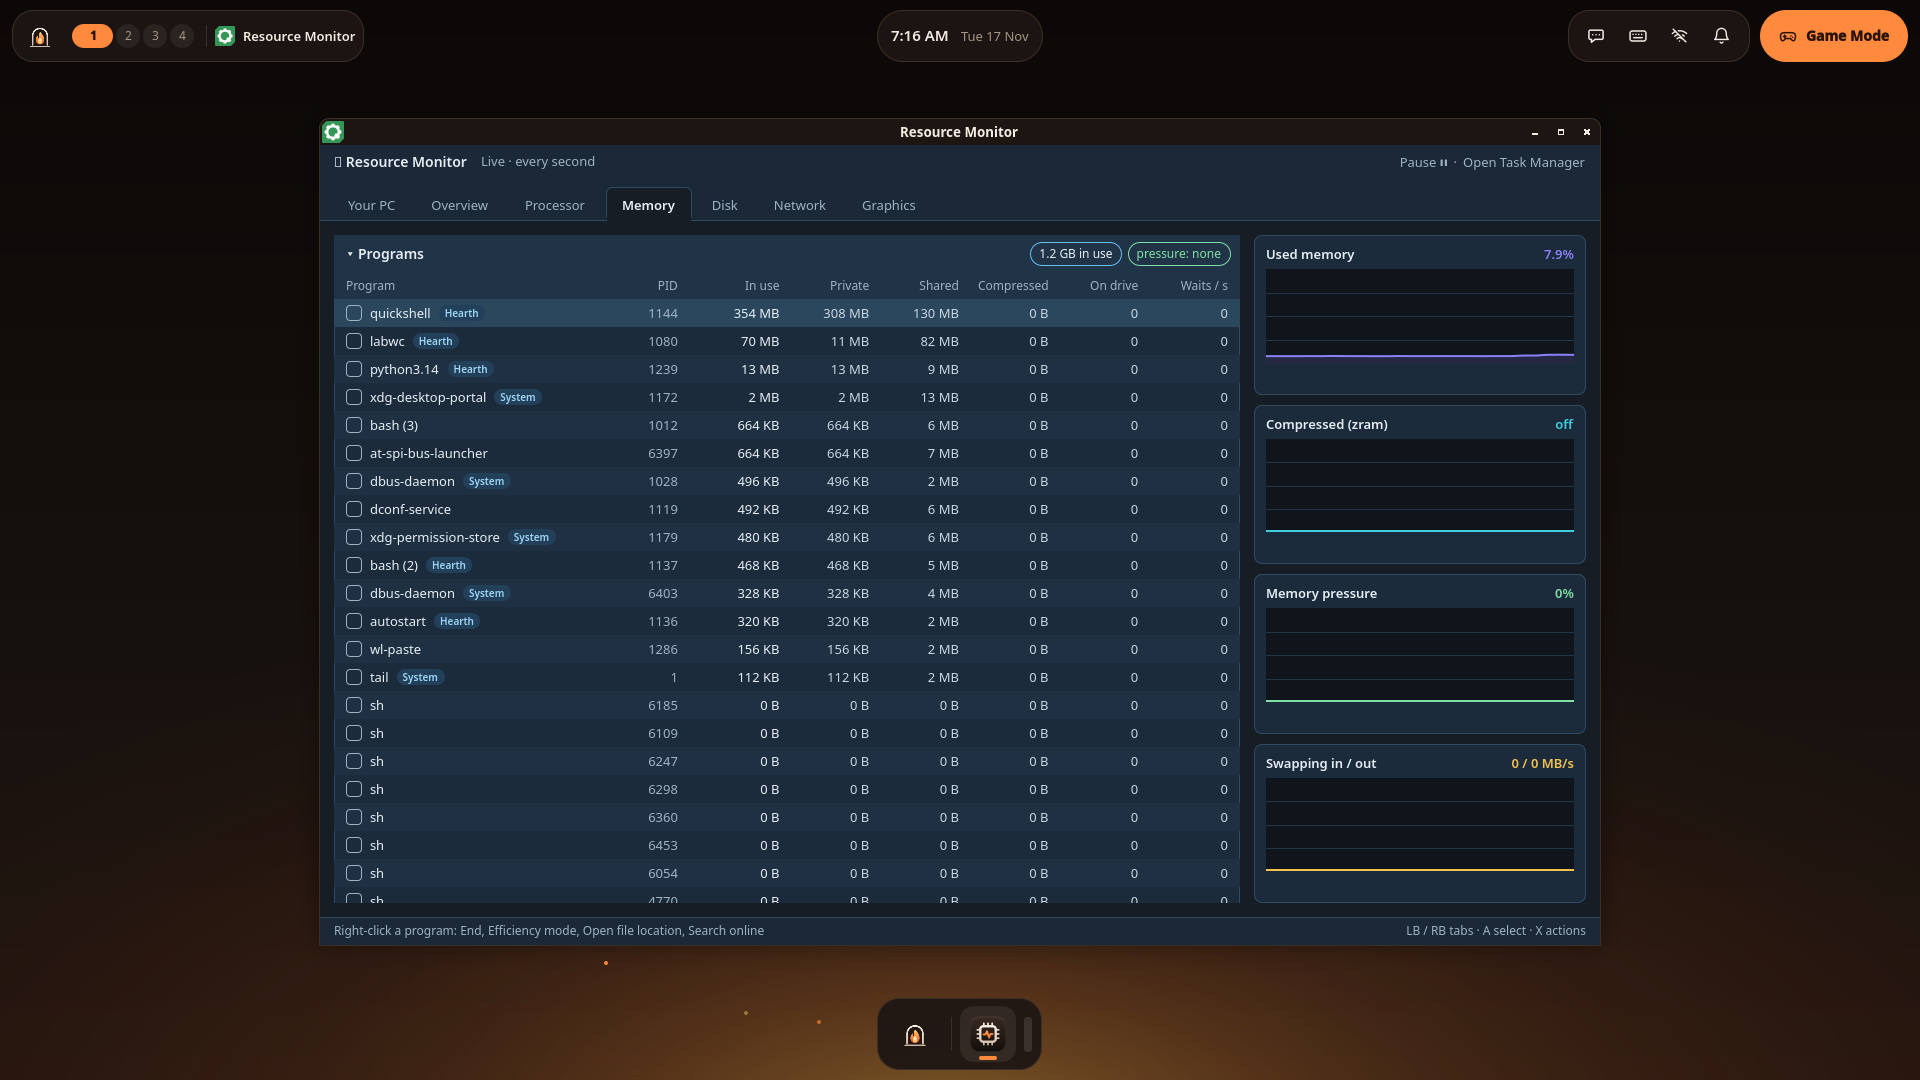 1 2 3 4 Resource Monitor
7:16 AM Tue 17 Nov
Game Mode
Resource Monitor
Resource Monitor Live · every second
Pause · Open Task Manager
Your PC Overview Processor Memory Disk Network Graphics
Programs 1.2 GB in use pressure: none
Program PID In use Private Shared Compressed On drive Waits / s
quickshell Hearth 1144 354 MB 308 MB 130 MB 0 B 0 0
labwc Hearth 1080 70 MB 11 MB 82 MB 0 B 0 0
python3.14 Hearth 1239 13 MB 13 MB 9 MB 0 B 0 0
xdg-desktop-portal System 1172 2 MB 2 MB 13 MB 0 B 0 0
bash (3) 1012 664 KB 664 KB 6 MB 0 B 0 0
at-spi-bus-launcher 6397 664 KB 664 KB 7 MB 0 B 0 0
dbus-daemon System 1028 496 KB 496 KB 2 MB 0 B 0 0
dconf-service 1119 492 KB 492 KB 6 MB 0 B 0 0
xdg-permission-store System 1179 480 KB 480 KB 6 MB 0 B 0 0
bash (2) Hearth 1137 468 KB 468 KB 5 MB 0 B 0 0
dbus-daemon System 6403 328 KB 328 KB 4 MB 0 B 0 0
autostart Hearth 1136 320 KB 320 KB 2 MB 0 B 0 0
wl-paste 1286 156 KB 156 KB 2 MB 0 B 0 0
tail System 1 112 KB 112 KB 2 MB 0 B 0 0
sh 6185 0 B 0 B 0 B 0 B 0 0
sh 6109 0 B 0 B 0 B 0 B 0 0
sh 6247 0 B 0 B 0 B 0 B 0 0
sh 6298 0 B 0 B 0 B 0 B 0 0
sh 6360 0 B 0 B 0 B 0 B 0 0
sh 6453 0 B 0 B 0 B 0 B 0 0
sh 6054 0 B 0 B 0 B 0 B 0 0
sh 4770 0 B 0 B 0 B 0 B 0 0
Used memory 7.9%
Compressed (zram) off
Memory pressure 0%
Swapping in / out 0 / 0 MB/s
Right-click a program: End, Efficiency mode, Open file location, Search online
LB / RB tabs · A select · X actions